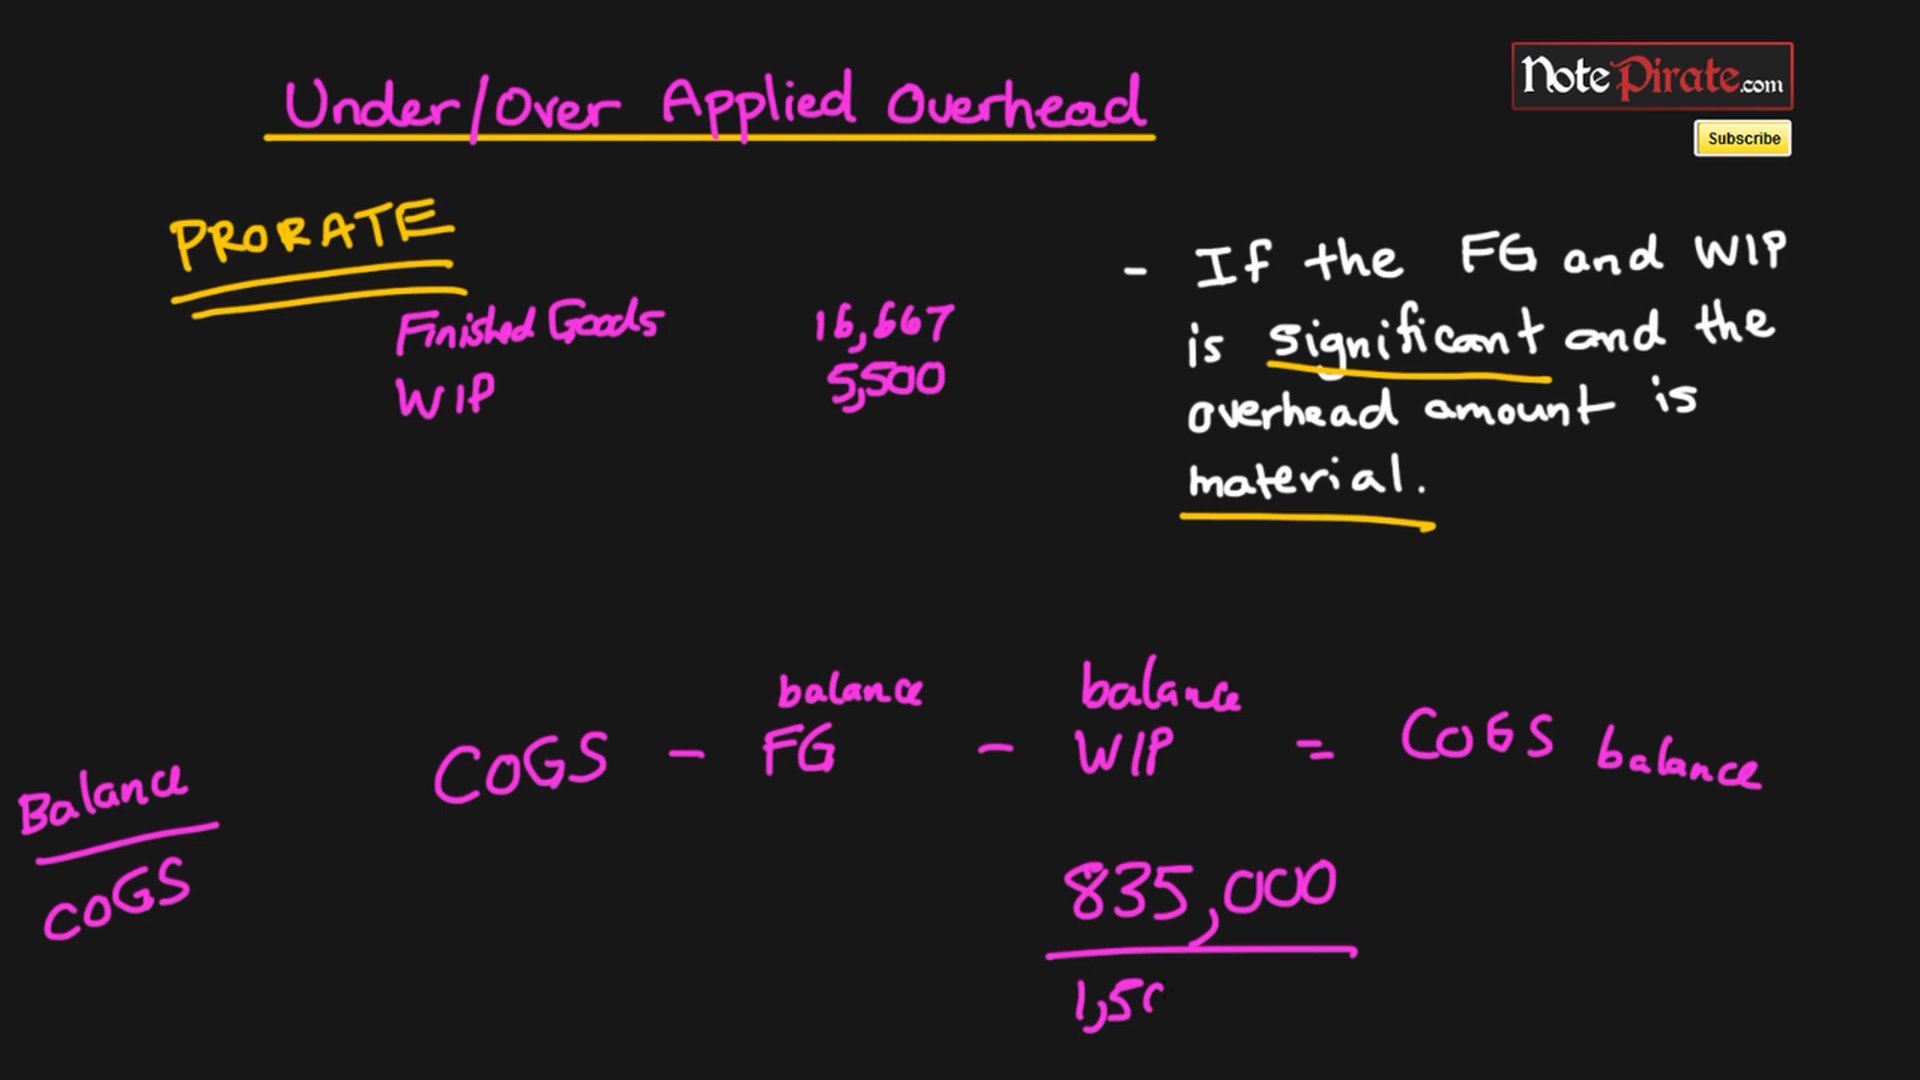 Under/Over Applied Overhead
NotePirate.com
Subscribe
PRORATE
Finished Goods 16,667
WIP 5,500
- If the FG and WIP
is significant and the
overhead amount is
material.
balance balance
COGS - FG - WIP = COGS balance
Balance
COGS
835,000
1,50